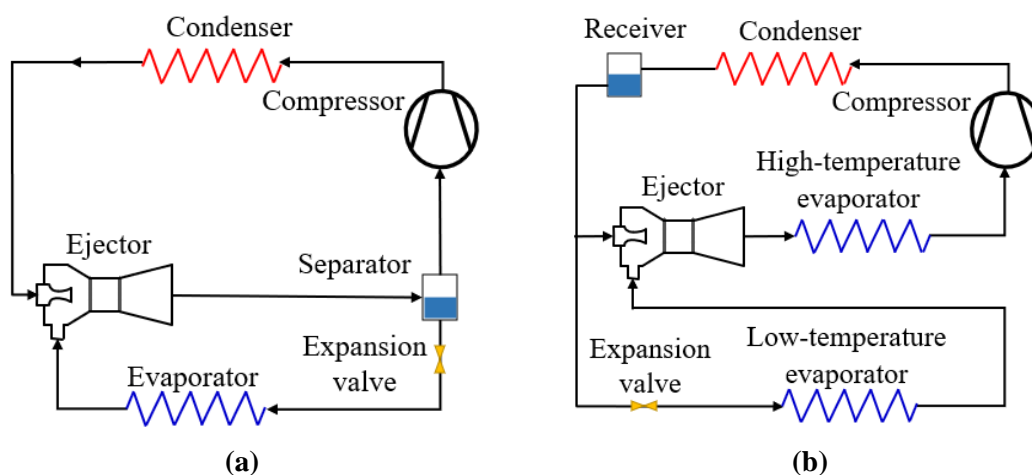 Condenser
Compressor
Ejector
Separator
Expansion
valve
Evaporator
(a)
Receiver
Condenser
Compressor
High-temperature
evaporator
Ejector
Expansion
valve
Low-temperature
evaporator
(b)